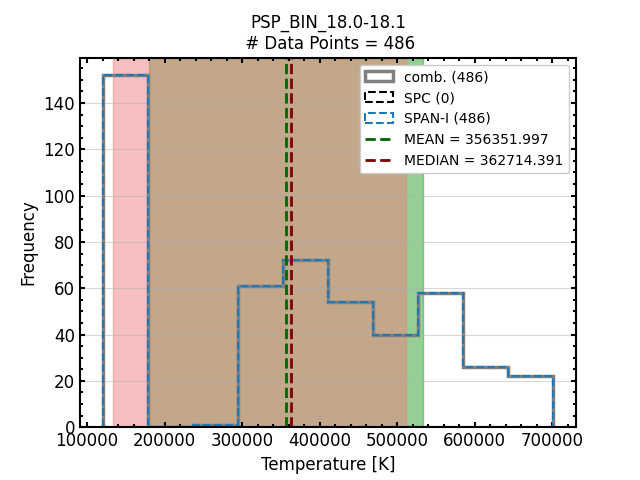 PSP_BIN_18.0-18.1
# Data Points = 486
comb. (486)
SPC (0)
SPAN-I (486)
MEAN = 356351.997
MEDIAN = 362714.391
Frequency
140
120
100
80
60
40
20
0
100000 200000 300000 400000 500000 600000 700000
Temperature [K]